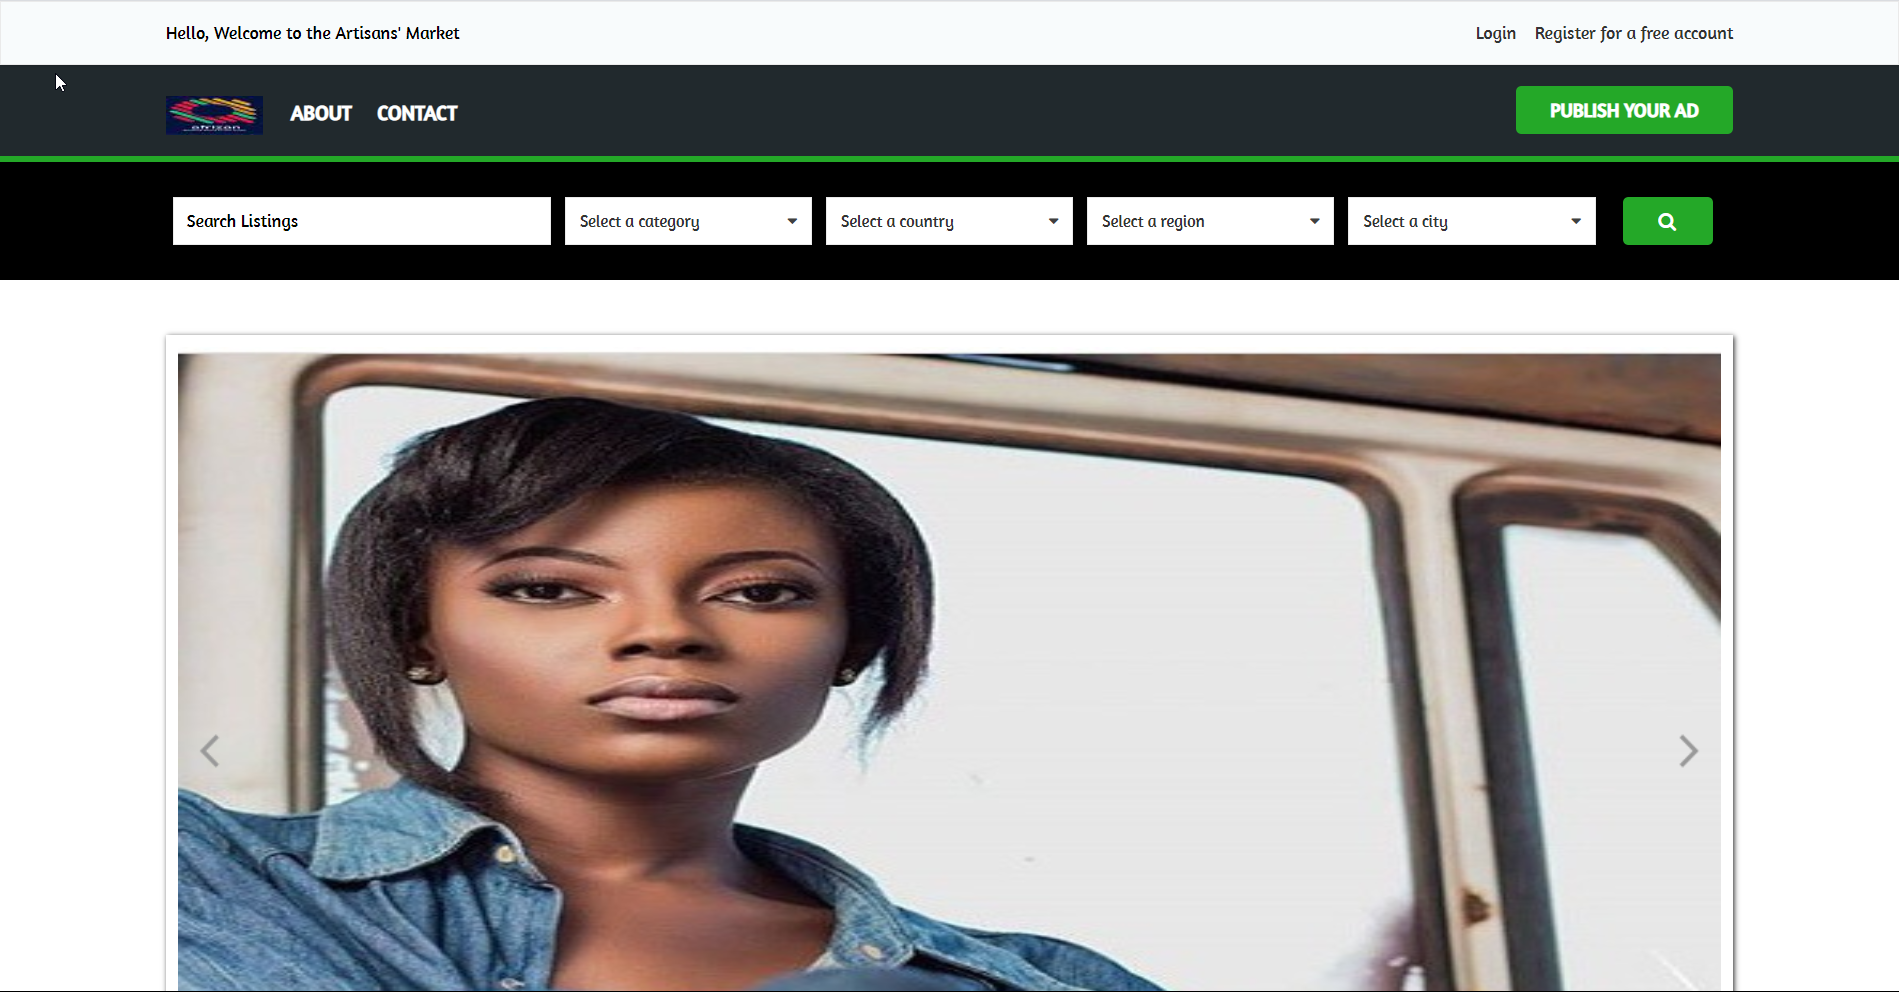 Hello, Welcome to the Artisans' Market
Login Register for a free account
afrizan
ABOUT CONTACT
PUBLISH YOUR AD
Search Listings
Select a category
Select a country
Select a region
Select a city